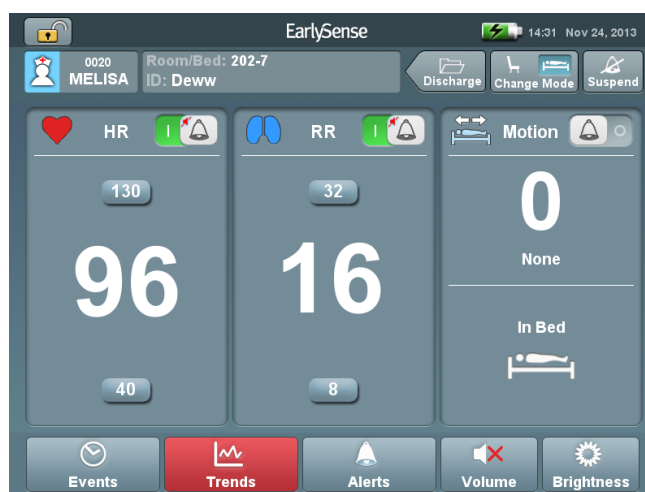 EarlySense
14:31 Nov 24, 2013
0020
MELISA
Room/Bed: 202-7
ID: Deww
Discharge
Change Mode
Suspend
HR
I
130
96
40
RR
I
32
16
8
Motion
O
0
None
In Bed
Events
Trends
Alerts
Volume
Brightness